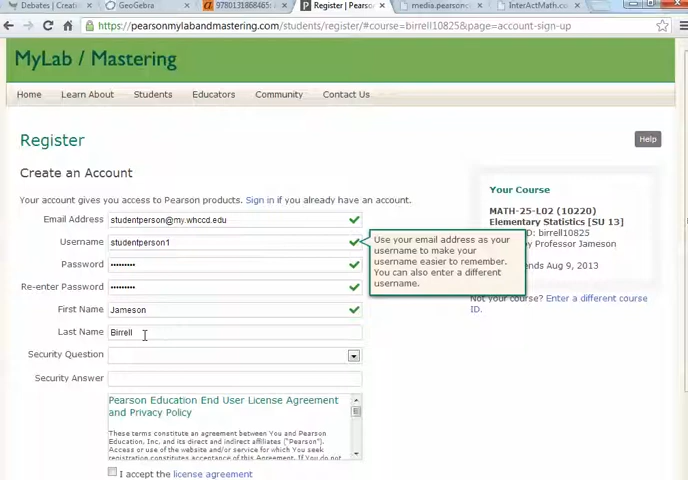 Debates | Create
GeoGebra
9780131868465:
Register | Pearson
media.pearsonc
InterActMath.co
https://pearsonmylabandmastering.com/students/register/#course=birrell10825&page=account-sign-up
MyLab / Mastering
Home Learn About Students Educators Community Contact Us
Register
Help
Create an Account
Your account gives you access to Pearson products. Sign in if you already have an account.
Email Address studentperson@my.whccd.edu
Username studentperson1
Use your email address as your
username to make your
username easier to remember.
You can also enter a different
username.
Password •••••••••
Re-enter Password •••••••••
First Name Jameson
Last Name Birrell
Security Question
Security Answer
Pearson Education End User License Agreement
and Privacy Policy
These terms constitute an agreement between You and Pearson
Education, Inc. and its direct and indirect affiliates ("Pearson").
Access or use of the website and/or service for which You seek
registration constitutes acceptance of this Agreement. If You do not
I accept the license agreement
Your Course
MATH-25-L02 (10220)
Elementary Statistics [SU 13]
ID: birrell10825
by Professor Jameson
ends Aug 9, 2013
Not your course? Enter a different course
ID.